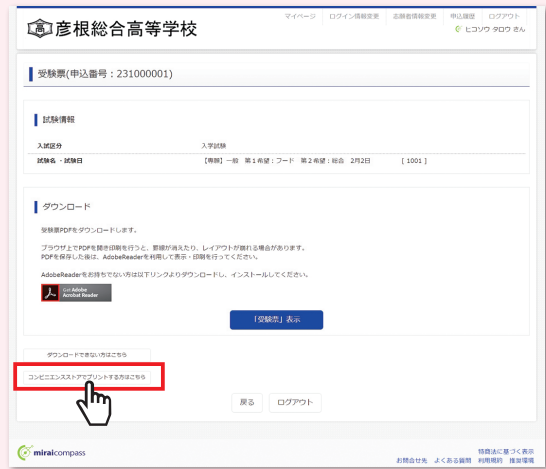 マイページ ログイン情報変更 志願者情報変更 申込履歴 ログアウト
高 彦根総合高等学校
ヒコソウ タロウ さん
受験票(申込番号：231000001)
試験情報
入試区分 入学試験
試験名・試験日 【専願】一般 第１希望：フード 第２希望：総合 2月2日 [ 1001 ]
ダウンロード
受験票PDFをダウンロードします。
ブラウザ上でPDFを開き印刷を行うと、罫線が消えたり、レイアウトが崩れる場合があります。
PDFを保存した後は、AdobeReaderを利用して表示・印刷を行ってください。
AdobeReaderをお持ちでない方は以下リンクよりダウンロードし、インストールしてください。
Get Adobe
Acrobat Reader
「受験票」表示
ダウンロードできない方はこちら
コンビニエンスストアでプリントする方はこちら
戻る ログアウト
miraicompass
特商法に基づく表示
お問合せ先 よくある質問 利用規約 推奨環境